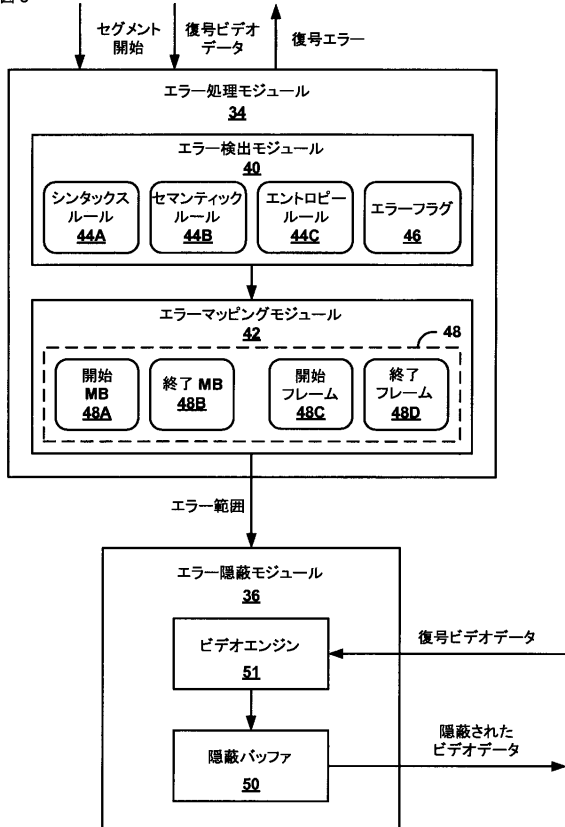 セグメント
開始
復号ビデオ
データ
復号エラー
エラー処理モジュール
34
エラー検出モジュール
40
シンタックス
ルール
44A
セマンティック
ルール
44B
エントロピー
ルール
44C
エラーフラグ
46
エラーマッピングモジュール
42
48
開始
MB
48A
終了 MB
48B
開始
フレーム
48C
終了
フレーム
48D
エラー範囲
エラー隠蔽モジュール
36
ビデオエンジン
51
復号ビデオデータ
隠蔽バッファ
50
隠蔽された
ビデオデータ